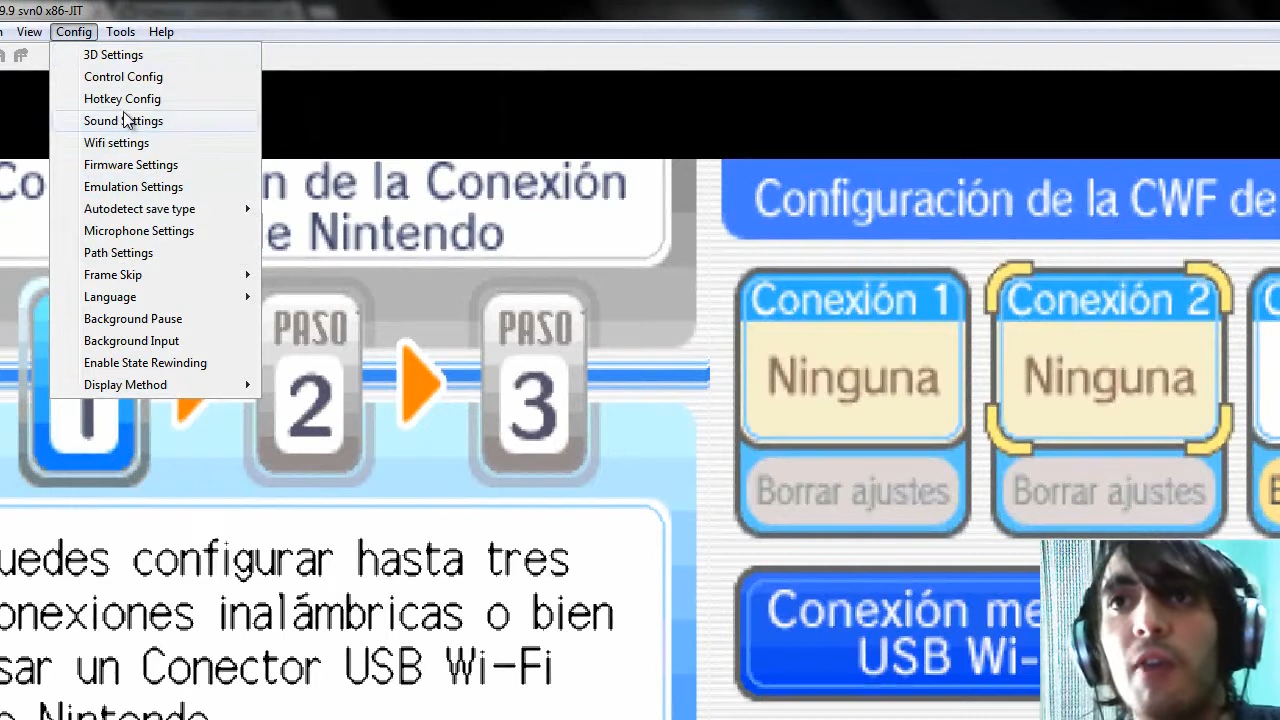 9.9 svn0 x86-JIT
View Config Tools Help
3D Settings
Control Config
Hotkey Config
Sound Settings
Wifi settings
Firmware Settings
Emulation Settings
Autodetect save type
Microphone Settings
Path Settings
Frame Skip
Language
Background Pause
Background Input
Enable State Rewinding
Display Method
Co n de la Conexión
e Nintendo
1
PASO
2
PASO
3
uedes configurar hasta tres
onexiones inalámbricas o bien
sar un Conector USB Wi-Fi
Nintendo
Configuración de la CWF de
Conexión 1
Ninguna
Borrar ajustes
Conexión 2
Ninguna
Borrar ajustes
Conexión me
USB Wi-